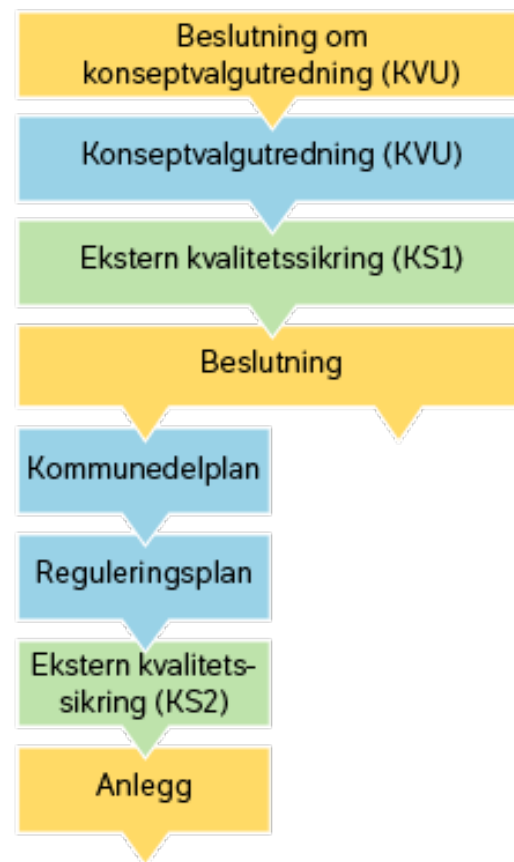 Beslutning om
konseptvalgutredning (KVU)
Konseptvalgutredning (KVU)
Ekstern kvalitetssikring (KS1)
Beslutning
Kommunedelplan
Reguleringsplan
Ekstern kvalitets-
sikring (KS2)
Anlegg